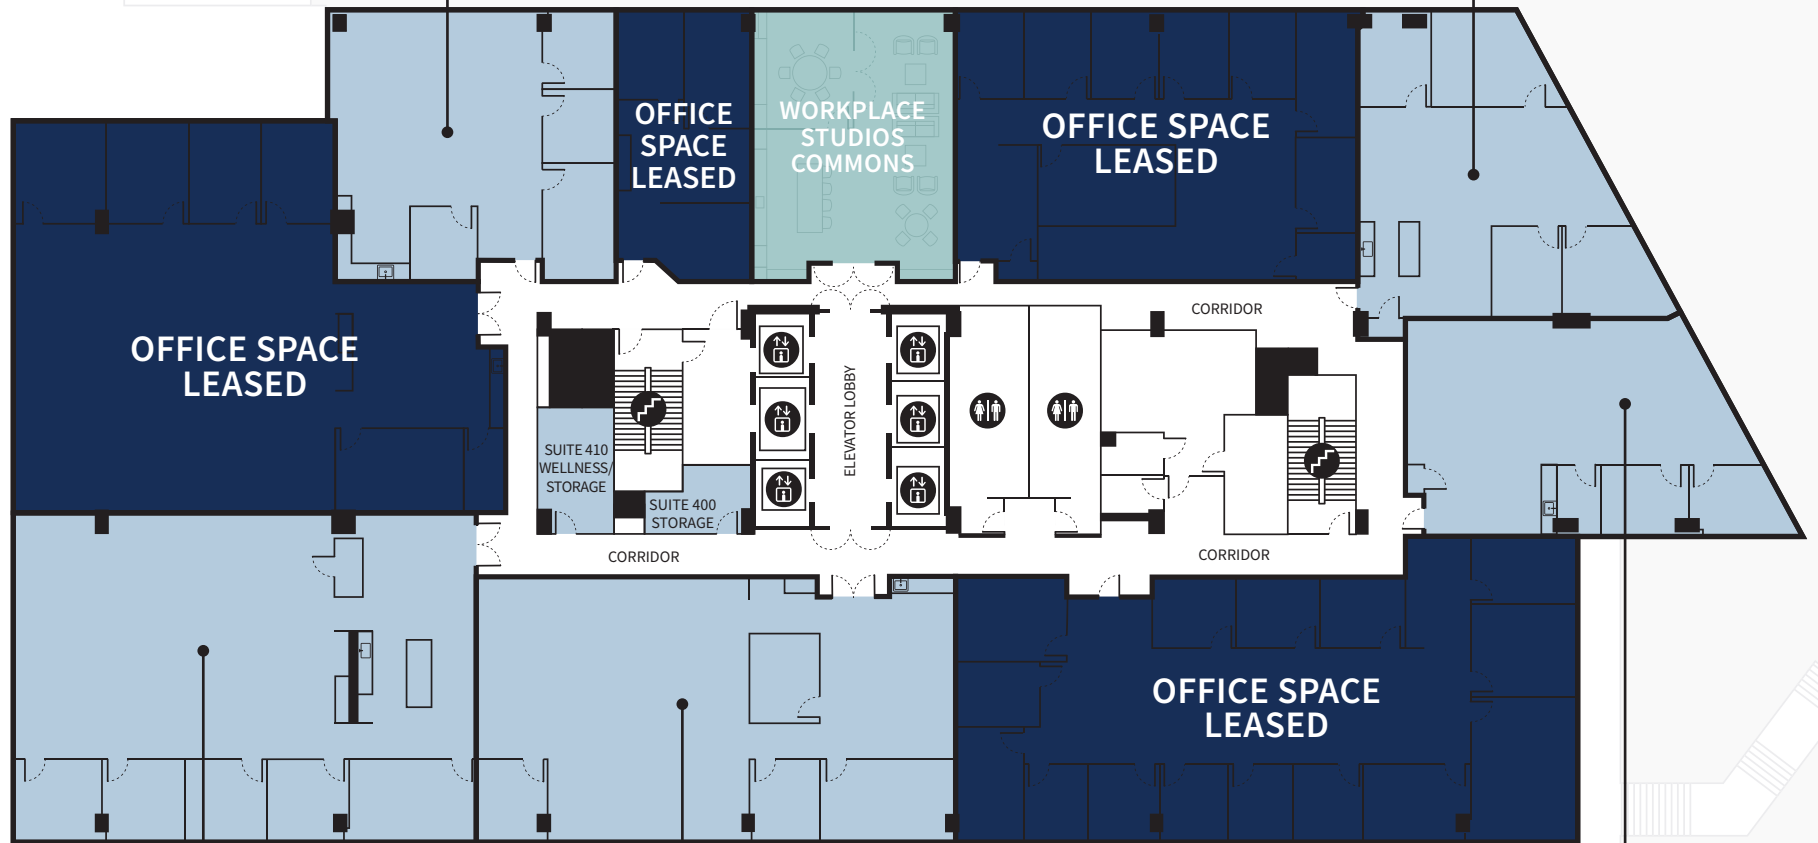 OFFICE
SPACE
LEASED
WORKPLACE
STUDIOS
COMMONS
OFFICE SPACE
LEASED
OFFICE SPACE
LEASED
CORRIDOR
ELEVATOR LOBBY
SUITE 410
WELLNESS/
STORAGE
SUITE 400
STORAGE
CORRIDOR
CORRIDOR
OFFICE SPACE
LEASED